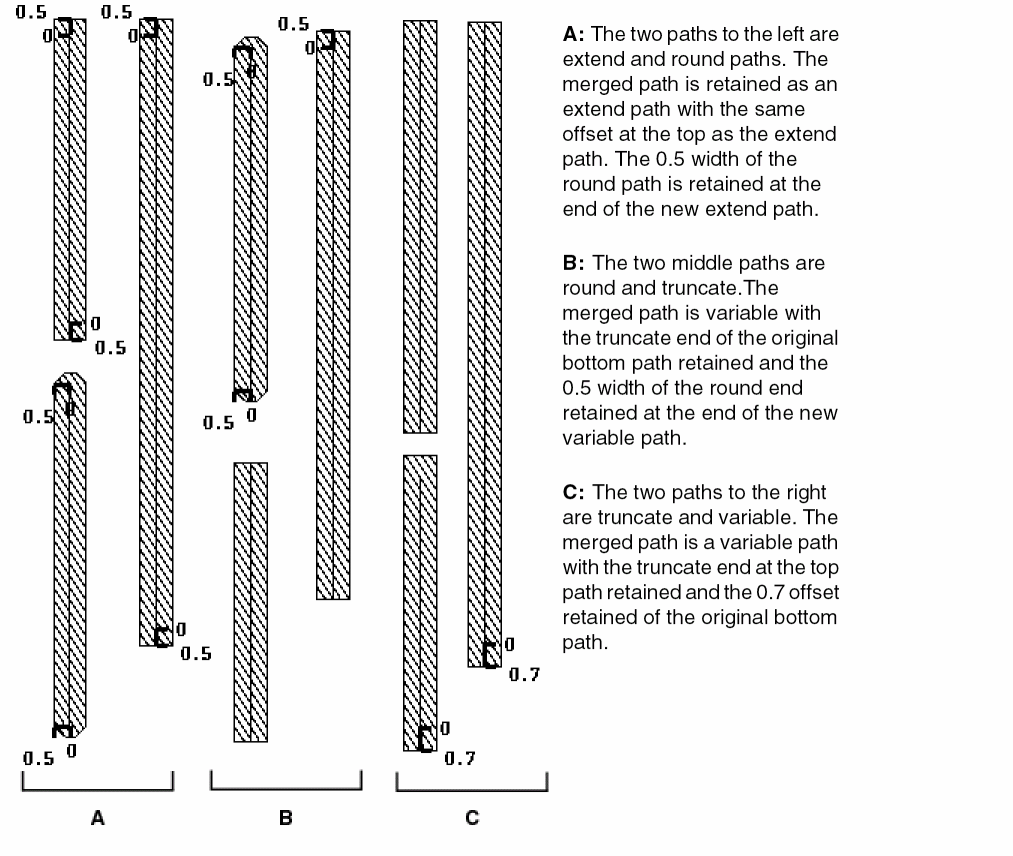 0.5
0
0.5
0
0
0.5
0.5
0
0.5
0
0
0.5
0.5
0
0.5
0
0.5
0
0
0.7
0
0.7
A
B
C
A: The two paths to the left are
extend and round paths. The
merged path is retained as an
extend path with the same
offset at the top as the extend
path. The 0.5 width of the
round path is retained at the
end of the new extend path.
B: The two middle paths are
round and truncate.The
merged path is variable with
the truncate end of the original
bottom path retained and the
0.5 width of the round end
retained at the end of the new
variable path.
C: The two paths to the right
are truncate and variable. The
merged path is a variable path
with the truncate end at the top
path retained and the 0.7 offset
retained of the original bottom
path.